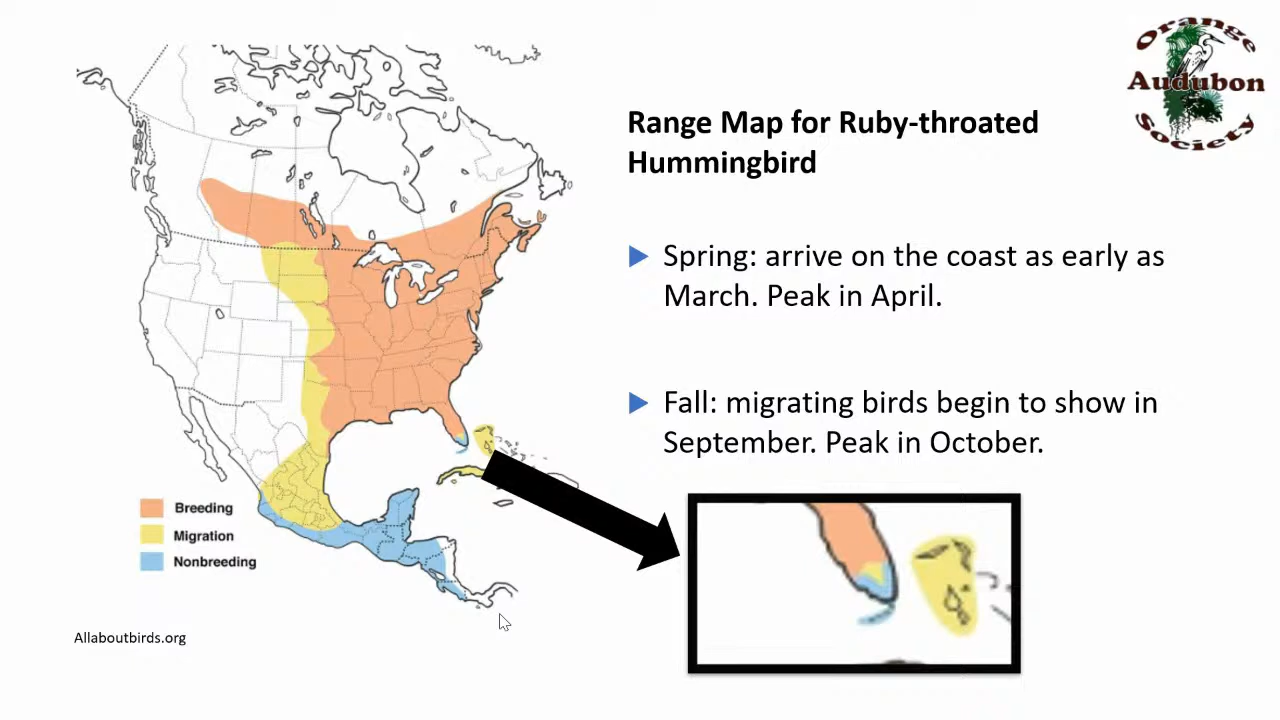 Orange
Audubon
Society
Range Map for Ruby-throated
Hummingbird
Spring: arrive on the coast as early as
March. Peak in April.
Fall: migrating birds begin to show in
September. Peak in October.
Breeding
Migration
Nonbreeding
Allaboutbirds.org